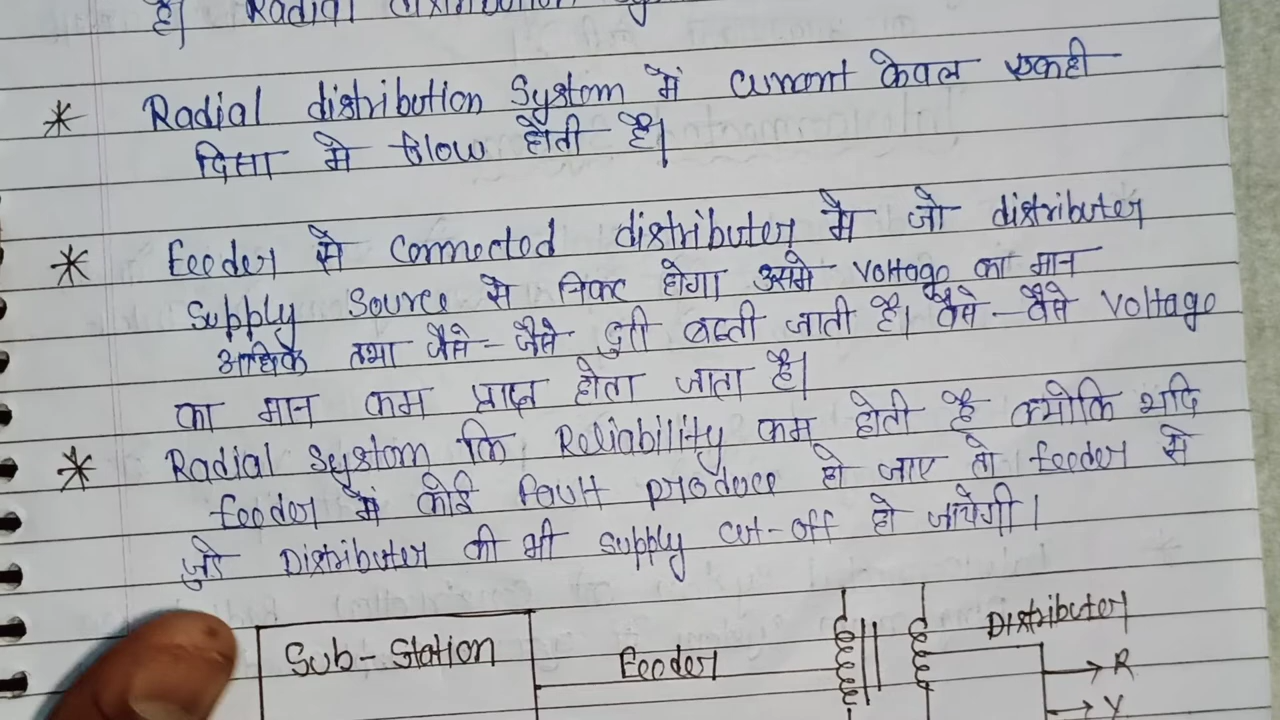 है। Radial distribution
* Radial distribution System में current केवल एकही
दिसा मे flow होती है।
* Feeder से connected distributer मे जो distributer
Supply Source से निकट होगा उसमे voltage का मान
अधिक तथा जैसे-जैसे दुरी बढ्ती जाती है। वैसे-वैसे voltage
का मान कम प्राप्त होता जाता है।
* Radial System कि Reliability कम होती है क्योकि यदि
feeder में कोई fault produce हो जाए तो feeder से
जुडे Distributer की भी supply cut-off हो जायेगी।
Sub-Station Feeder Distributer
R
Y